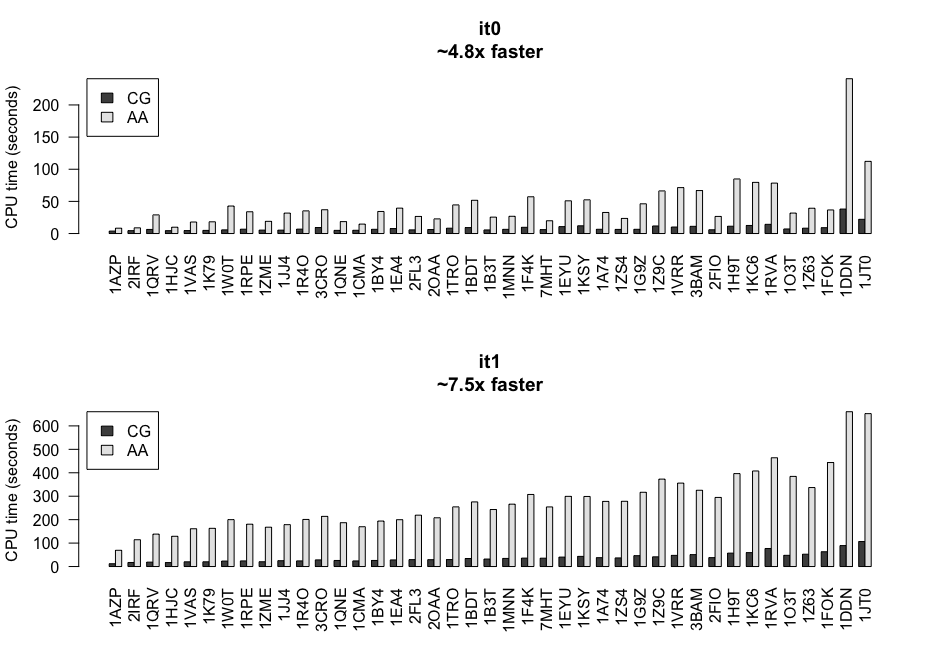 it0
~4.8x faster
CPU time (seconds)
200
150
100
50
0
CG
AA
1AZP 2IRF 1QRV 1HJC 1VAS 1K79 1W0T 1RPE 1ZME 1JJ4 1R4O 3CRO 1QNE 1CMA 1BY4 1EA4 2FL3 2OAA 1TRO 1BDT 1B3T 1MNN 1F4K 7MHT 1EYU 1KSY 1A74 1ZS4 1G9Z 1Z9C 1VRR 3BAM 2FIO 1H9T 1KC6 1RVA 1O3T 1Z63 1FOK 1DDN 1JT0
it1
~7.5x faster
CPU time (seconds)
600
500
400
300
200
100
0
CG
AA
1AZP 2IRF 1QRV 1HJC 1VAS 1K79 1W0T 1RPE 1ZME 1JJ4 1R4O 3CRO 1QNE 1CMA 1BY4 1EA4 2FL3 2OAA 1TRO 1BDT 1B3T 1MNN 1F4K 7MHT 1EYU 1KSY 1A74 1ZS4 1G9Z 1Z9C 1VRR 3BAM 2FIO 1H9T 1KC6 1RVA 1O3T 1Z63 1FOK 1DDN 1JT0